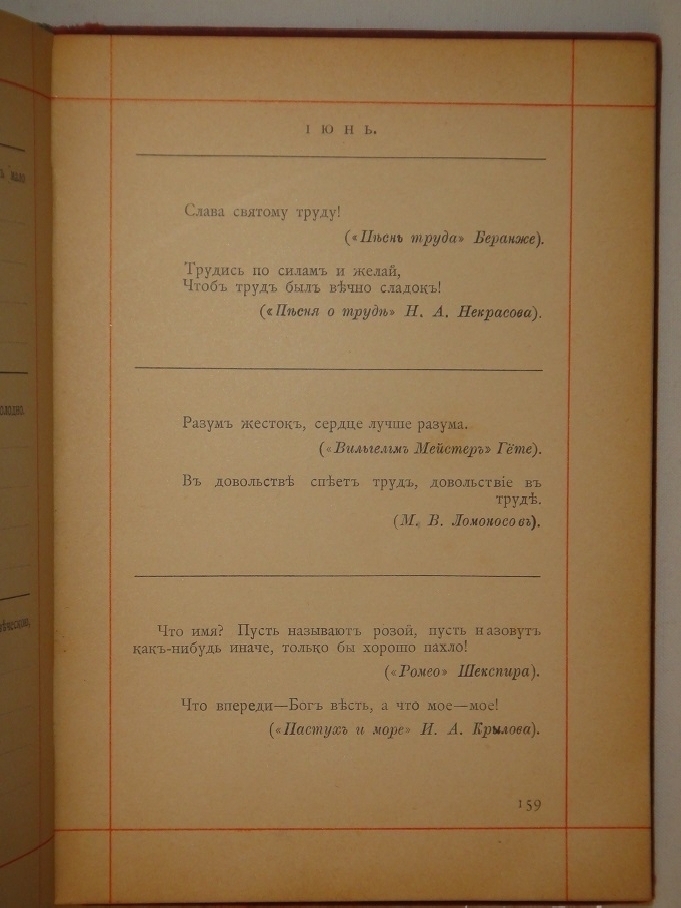 ІЮНЬ.
Слава святому труду!
(«Пѣснь труда» Беранже).
Трудись по силамъ и желай,
Чтобъ трудъ былъ вѣчно сладокъ!
(«Пѣсня о трудѣ» Н. А. Некрасова).
Разумъ жестокъ, сердце лучше разума.
(«Вильгельмъ Мейстеръ» Гёте).
Въ довольствѣ спѣетъ трудъ, довольствіе въ
трудѣ.
(М. В. Ломоносовъ),
Что имя? Пусть называютъ розой, пусть назовутъ
какъ-нибудь иначе, только бы хорошо пахло!
(«Ромео» Шекспира).
Что впереди—Богъ вѣсть, а что мое—мое!
(«Пастухъ и море» И. А. Крылова).
159